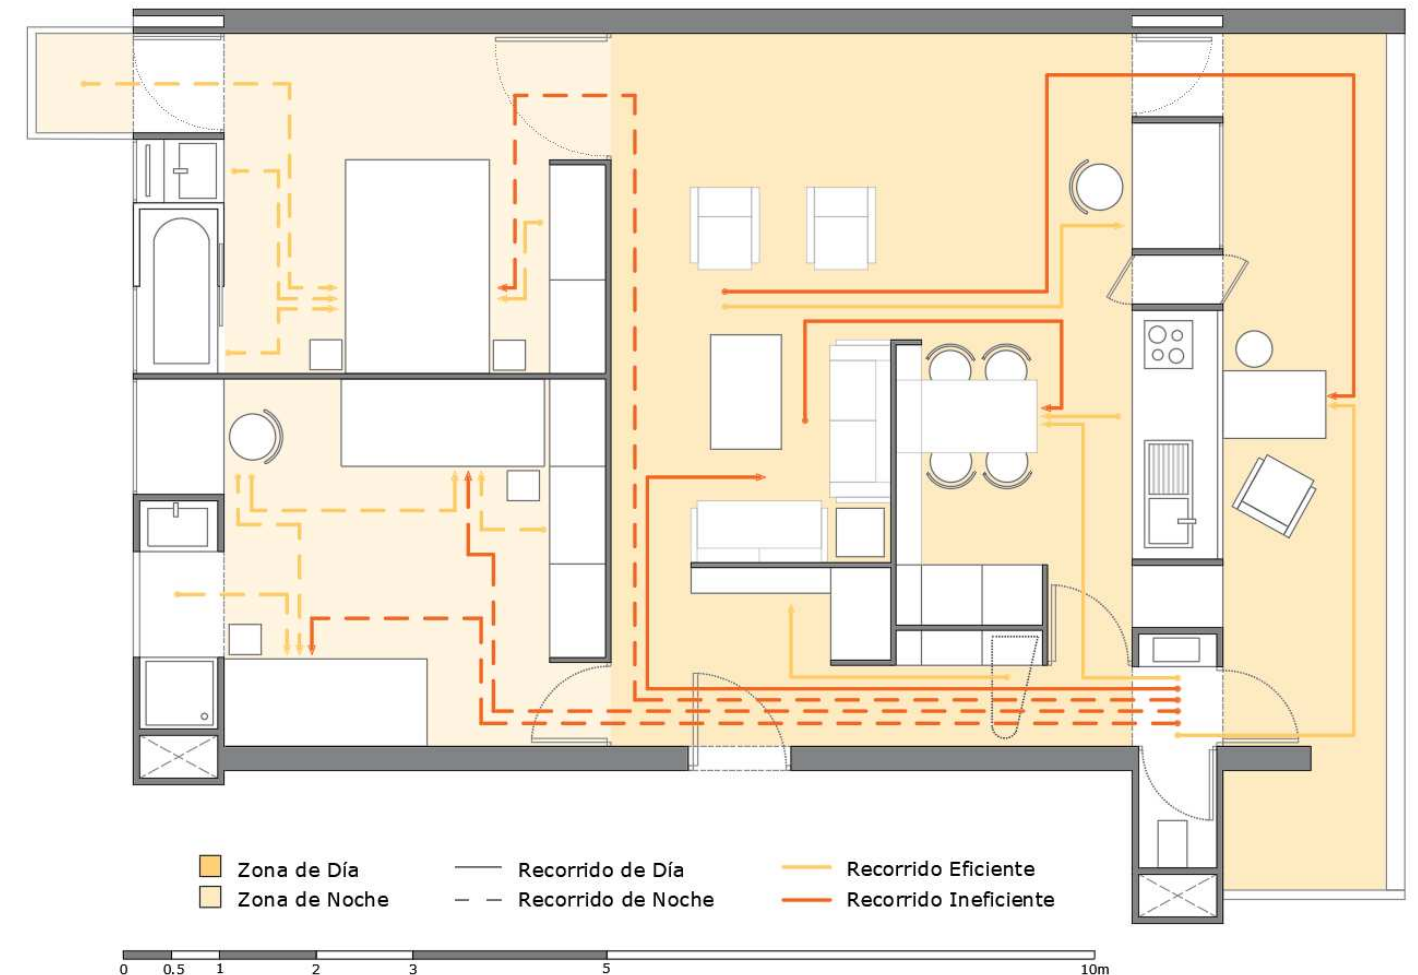 Zona de Día
Recorrido de Día
Recorrido Eficiente
Zona de Noche
Recorrido de Noche
Recorrido Ineficiente
0 0.5 1 2 3 5 10m